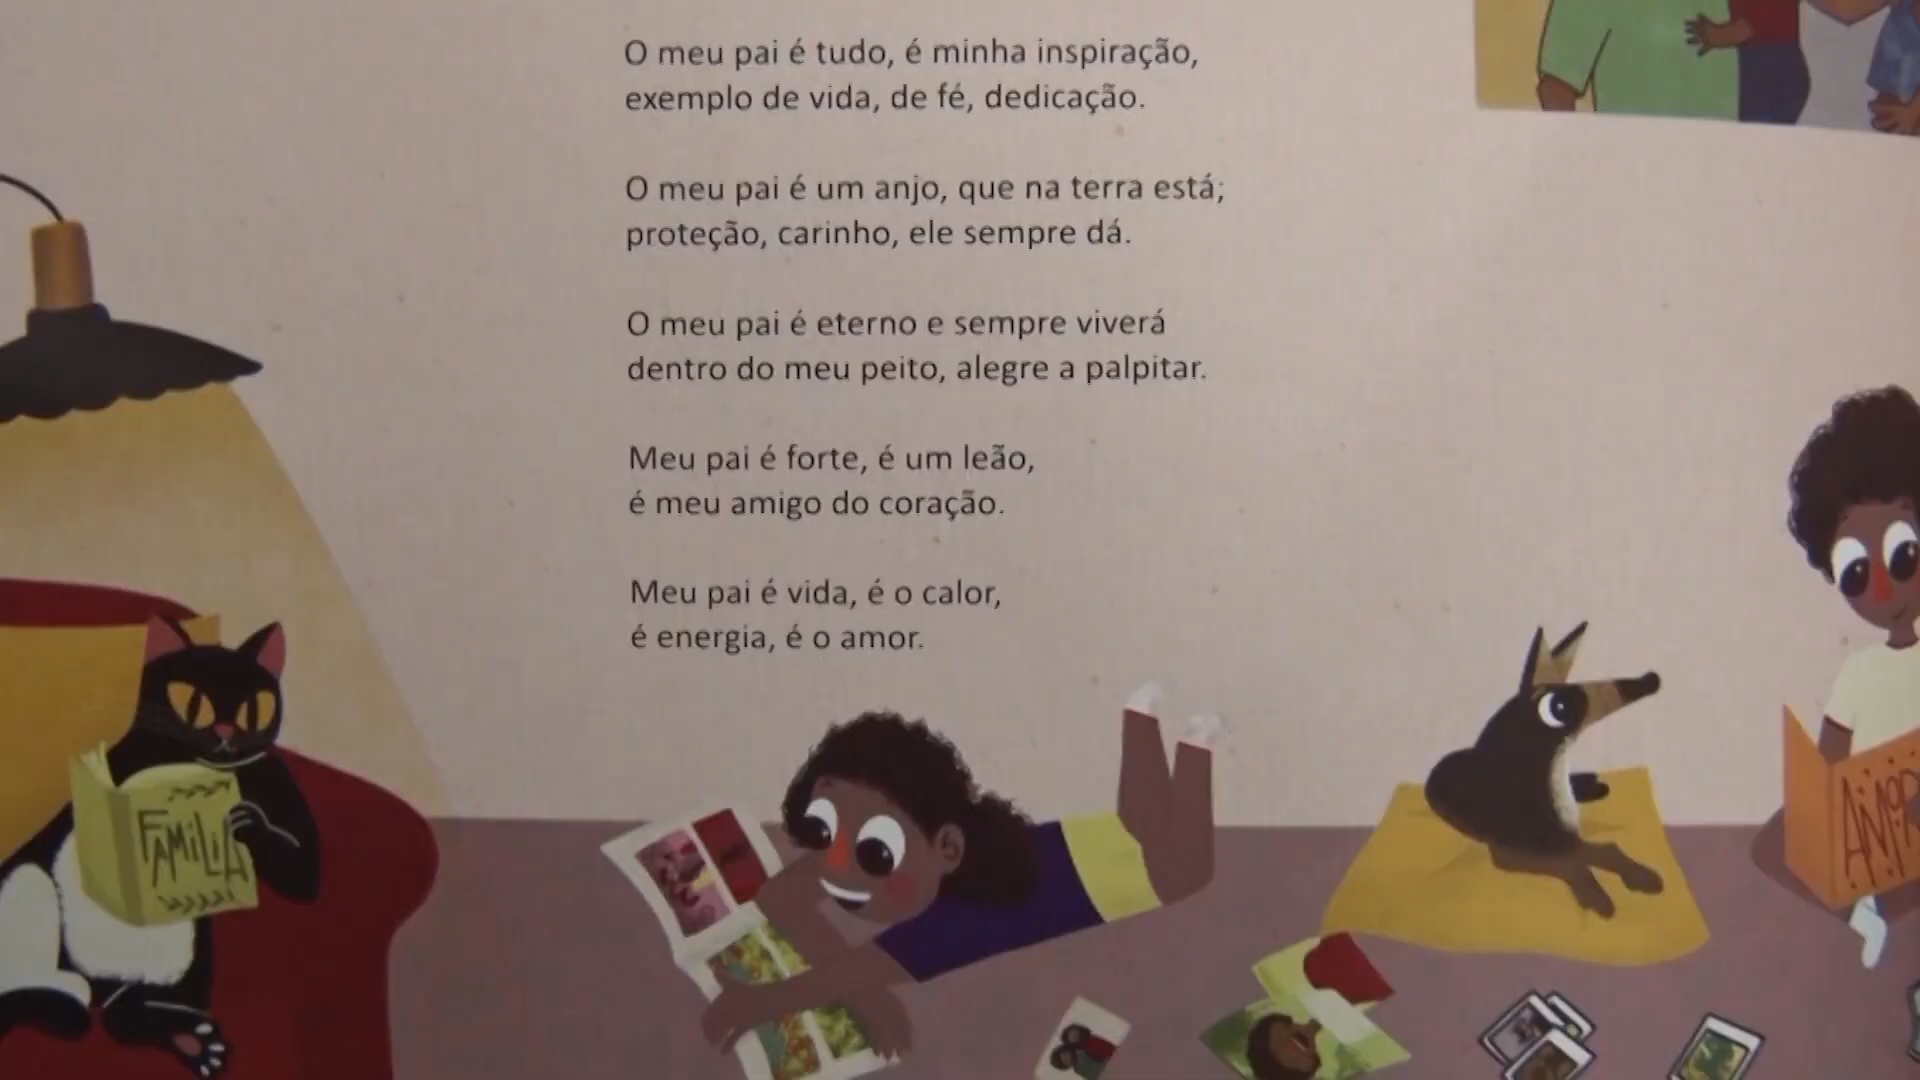 O meu pai é tudo, é minha inspiração,
exemplo de vida, de fé, dedicação.
O meu pai é um anjo, que na terra está;
proteção, carinho, ele sempre dá.
O meu pai é eterno e sempre viverá
dentro do meu peito, alegre a palpitar.
Meu pai é forte, é um leão,
é meu amigo do coração.
Meu pai é vida, é o calor,
é energia, é o amor.
FAMILIA
AMOR